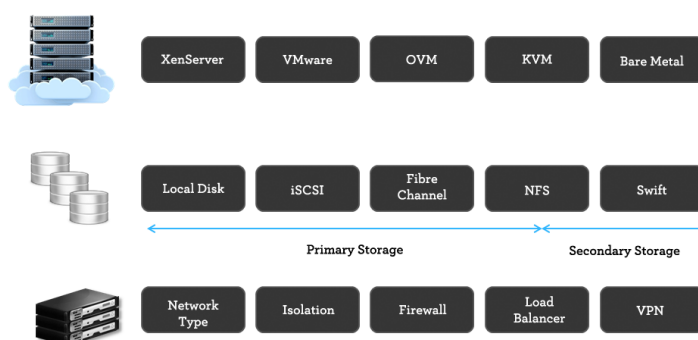 XenServer
VMware
OVM
KVM
Bare Metal
Local Disk
iSCSI
Fibre
Channel
NFS
Swift
Primary Storage
Secondary Storage
Network
Type
Isolation
Firewall
Load
Balancer
VPN